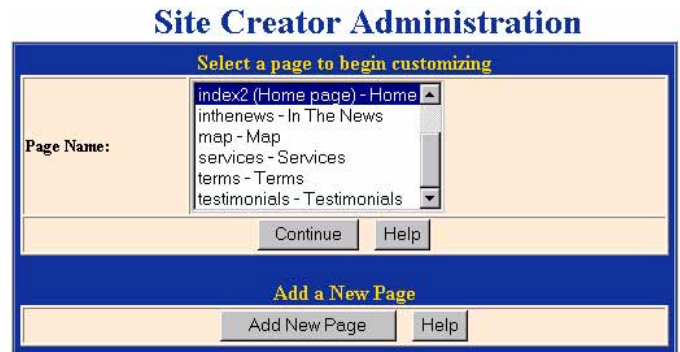 Site Creator Administration
Select a page to begin customizing
Page Name:
index2 (Home page) - Home
inthenews - In The News
map - Map
services - Services
terms - Terms
testimonials - Testimonials
Continue Help
Add a New Page
Add New Page Help